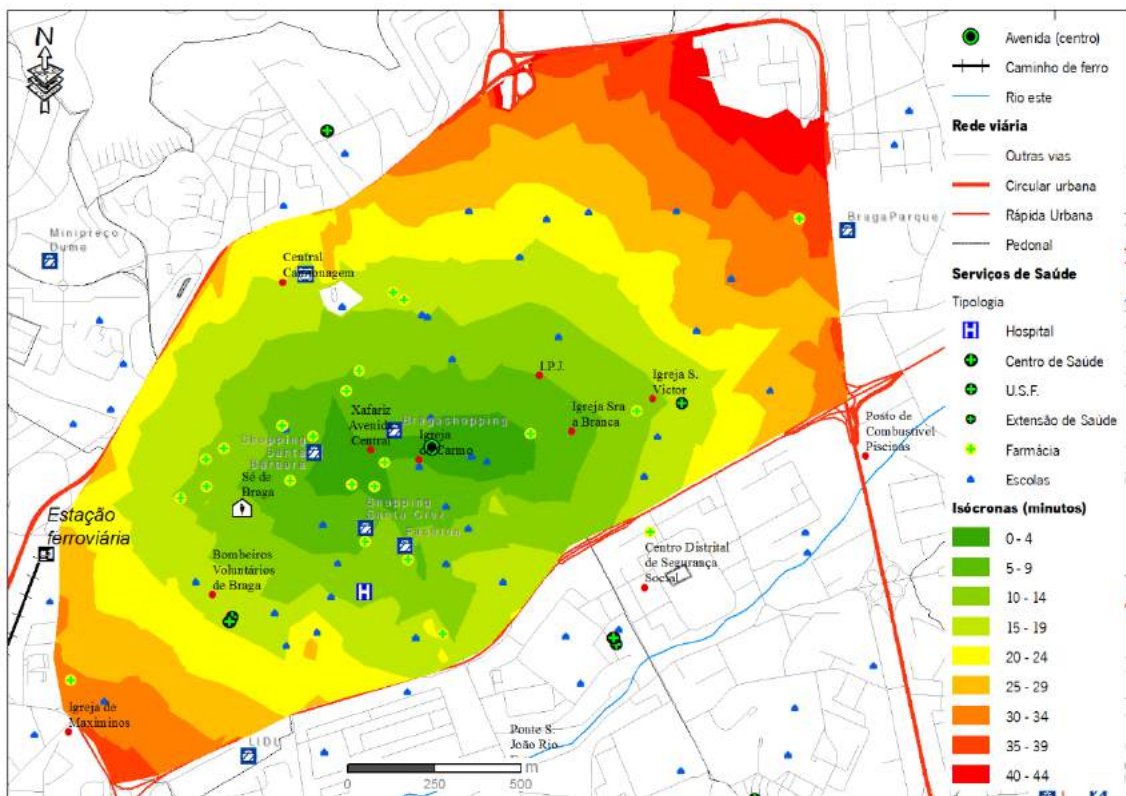 N
Minipreço
Dume
Central
Camionagem
BragaParque
I.P.J.
Igreja S.
Victor
Xafariz
Avenida
Central
Bragashopping
Igreja
do Carmo
Igreja Sra
a Branca
Shopping
Santa
Barbara
Sé de
Braga
Posto de
Combustível
Piscinas
Estação
ferroviária
Shopping
Santa Cruz
Fashion
Bombeiros
Voluntários
de Braga
H
Centro Distrital
de Segurança
Social
Igreja de
Maximinos
LIDL
Ponte S.
João Rio
0 250 500 m
Avenida (centro)
Caminho de ferro
Rio este
Rede viária
Outras vias
Circular urbana
Rápida Urbana
Pedonal
Serviços de Saúde
Tipologia
H Hospital
Centro de Saúde
U.S.F.
Extensão de Saúde
Farmácia
Escolas
Isócronas (minutos)
0 - 4
5 - 9
10 - 14
15 - 19
20 - 24
25 - 29
30 - 34
35 - 39
40 - 44